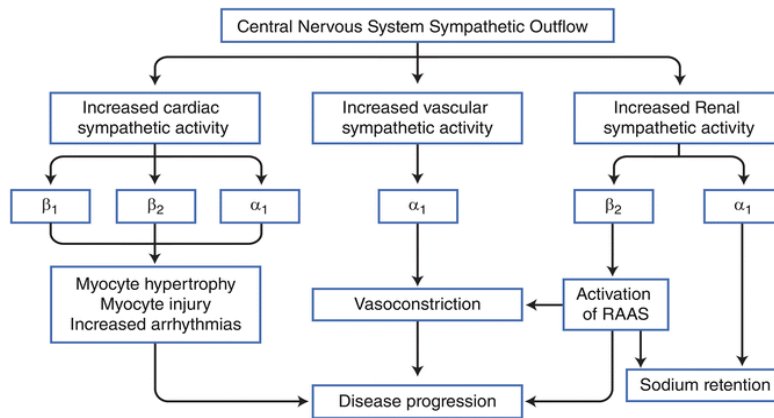 Central Nervous System Sympathetic Outflow
Increased cardiac
sympathetic activity
Increased vascular
sympathetic activity
Increased Renal
sympathetic activity
β₁
β₂
α₁
α₁
β₂
α₁
Myocyte hypertrophy
Myocyte injury
Increased arrhythmias
Vasoconstriction
Activation
of RAAS
Disease progression
Sodium retention